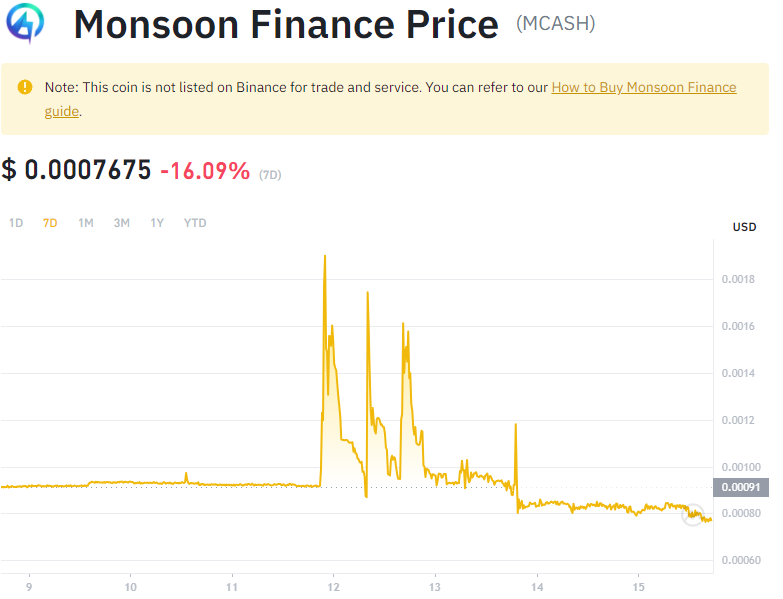 Monsoon Finance Price (MCASH)
Note: This coin is not listed on Binance for trade and service. You can refer to our How to Buy Monsoon Finance
guide.
$ 0.0007675 -16.09% (7D)
1D 7D 1M 3M 1Y YTD
USD
0.0018
0.0016
0.0014
0.0012
0.00100
0.00091
0.00080
0.00060
9 10 11 12 13 14 15